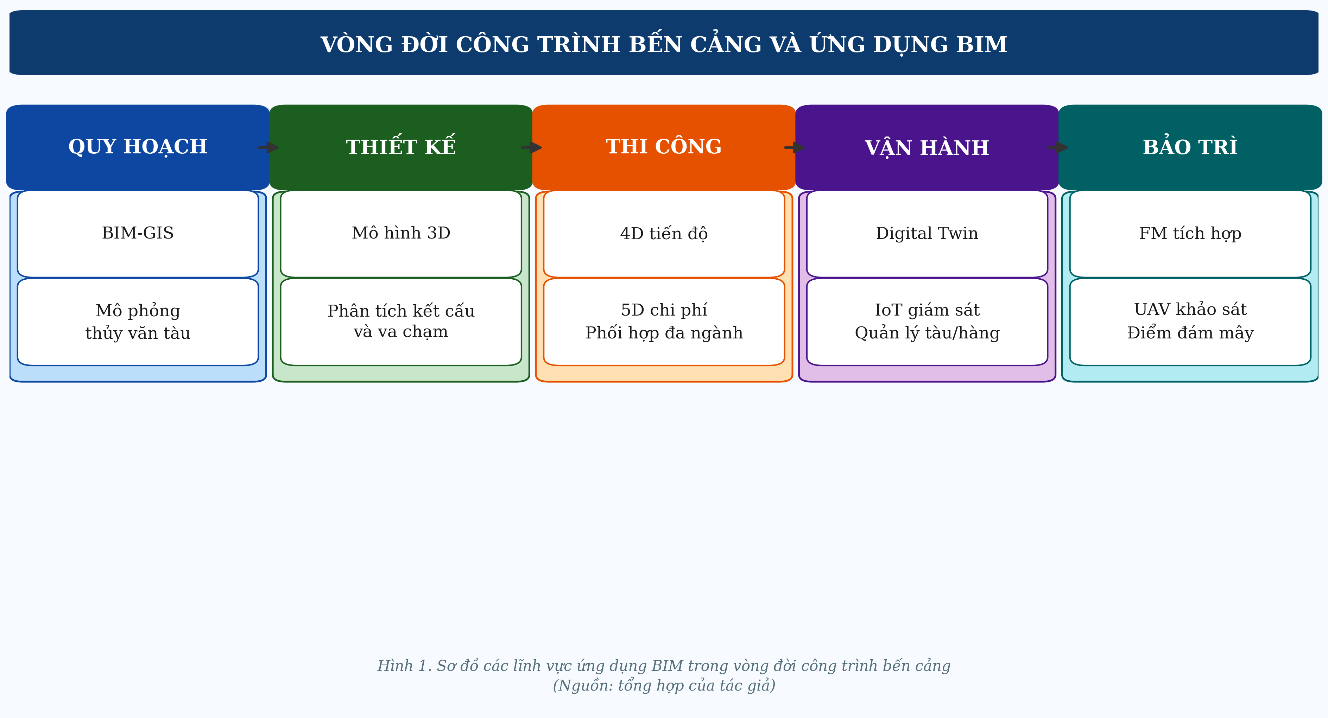 VÒNG ĐỜI CÔNG TRÌNH BẾN CẢNG VÀ ỨNG DỤNG BIM
QUY HOẠCH
BIM-GIS
Mô phỏng
thủy văn tàu
THIẾT KẾ
Mô hình 3D
Phân tích kết cấu
và va chạm
THI CÔNG
4D tiến độ
5D chi phí
Phối hợp đa ngành
VẬN HÀNH
Digital Twin
IoT giám sát
Quản lý tàu/hàng
BẢO TRÌ
FM tích hợp
UAV khảo sát
Điểm đám mây
Hình 1. Sơ đồ các lĩnh vực ứng dụng BIM trong vòng đời công trình bến cảng
(Nguồn: tổng hợp của tác giả)